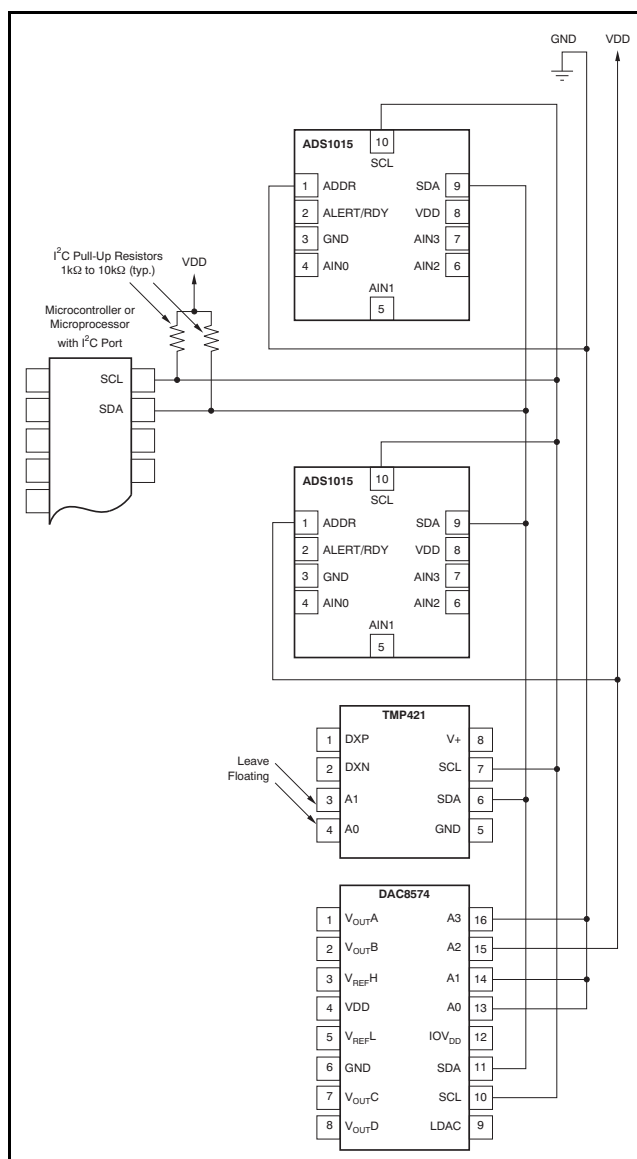 GND VDD
ADS1015
10
SCL
1 ADDR SDA 9
2 ALERT/RDY VDD 8
3 GND AIN3 7
4 AIN0 AIN2 6
AIN1
5
I²C Pull-Up Resistors
1kΩ to 10kΩ (typ.)
VDD
Microcontroller or
Microprocessor
with I²C Port
SCL
SDA
ADS1015
10
SCL
1 ADDR SDA 9
2 ALERT/RDY VDD 8
3 GND AIN3 7
4 AIN0 AIN2 6
AIN1
5
TMP421
1 DXP V+ 8
2 DXN SCL 7
3 A1 SDA 6
4 A0 GND 5
Leave
Floating
DAC8574
1 VOUTA A3 16
2 VOUTB A2 15
3 VREFH A1 14
4 VDD A0 13
5 VREFL IOVDD 12
6 GND SDA 11
7 VOUTC SCL 10
8 VOUTD LDAC 9